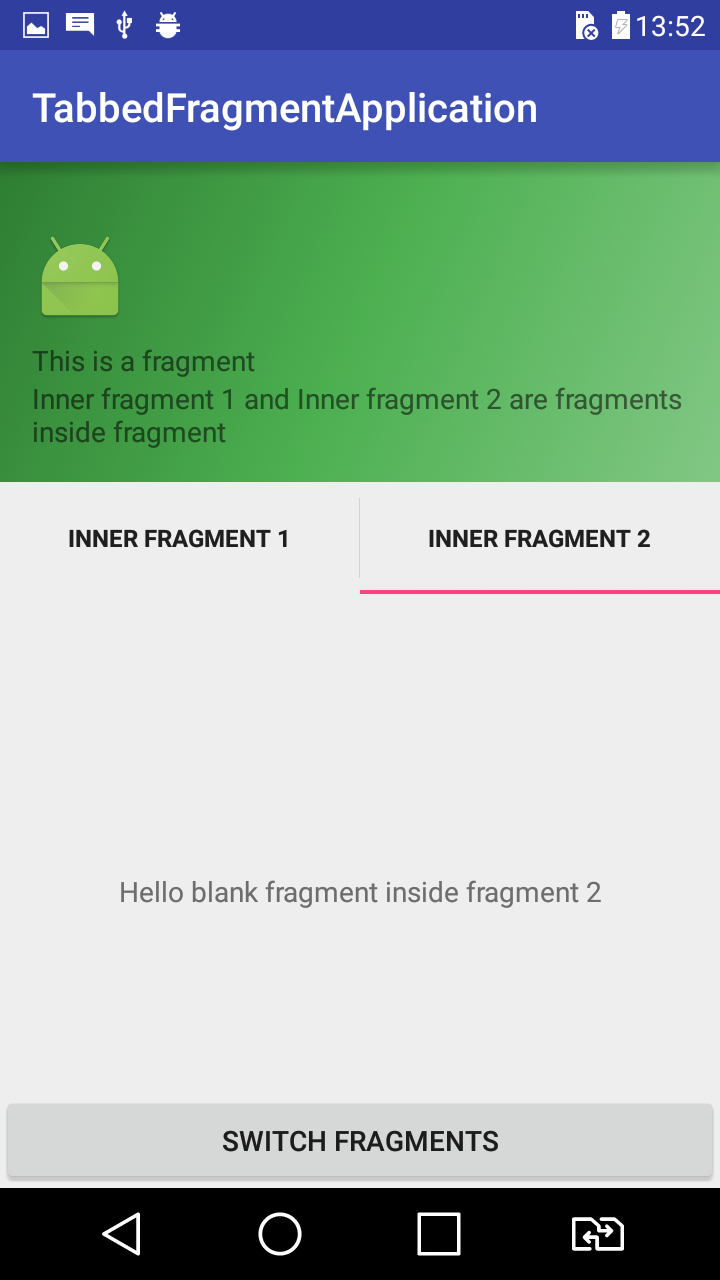 13:52
TabbedFragmentApplication
This is a fragment
Inner fragment 1 and Inner fragment 2 are fragments
inside fragment
INNER FRAGMENT 1
INNER FRAGMENT 2
Hello blank fragment inside fragment 2
SWITCH FRAGMENTS